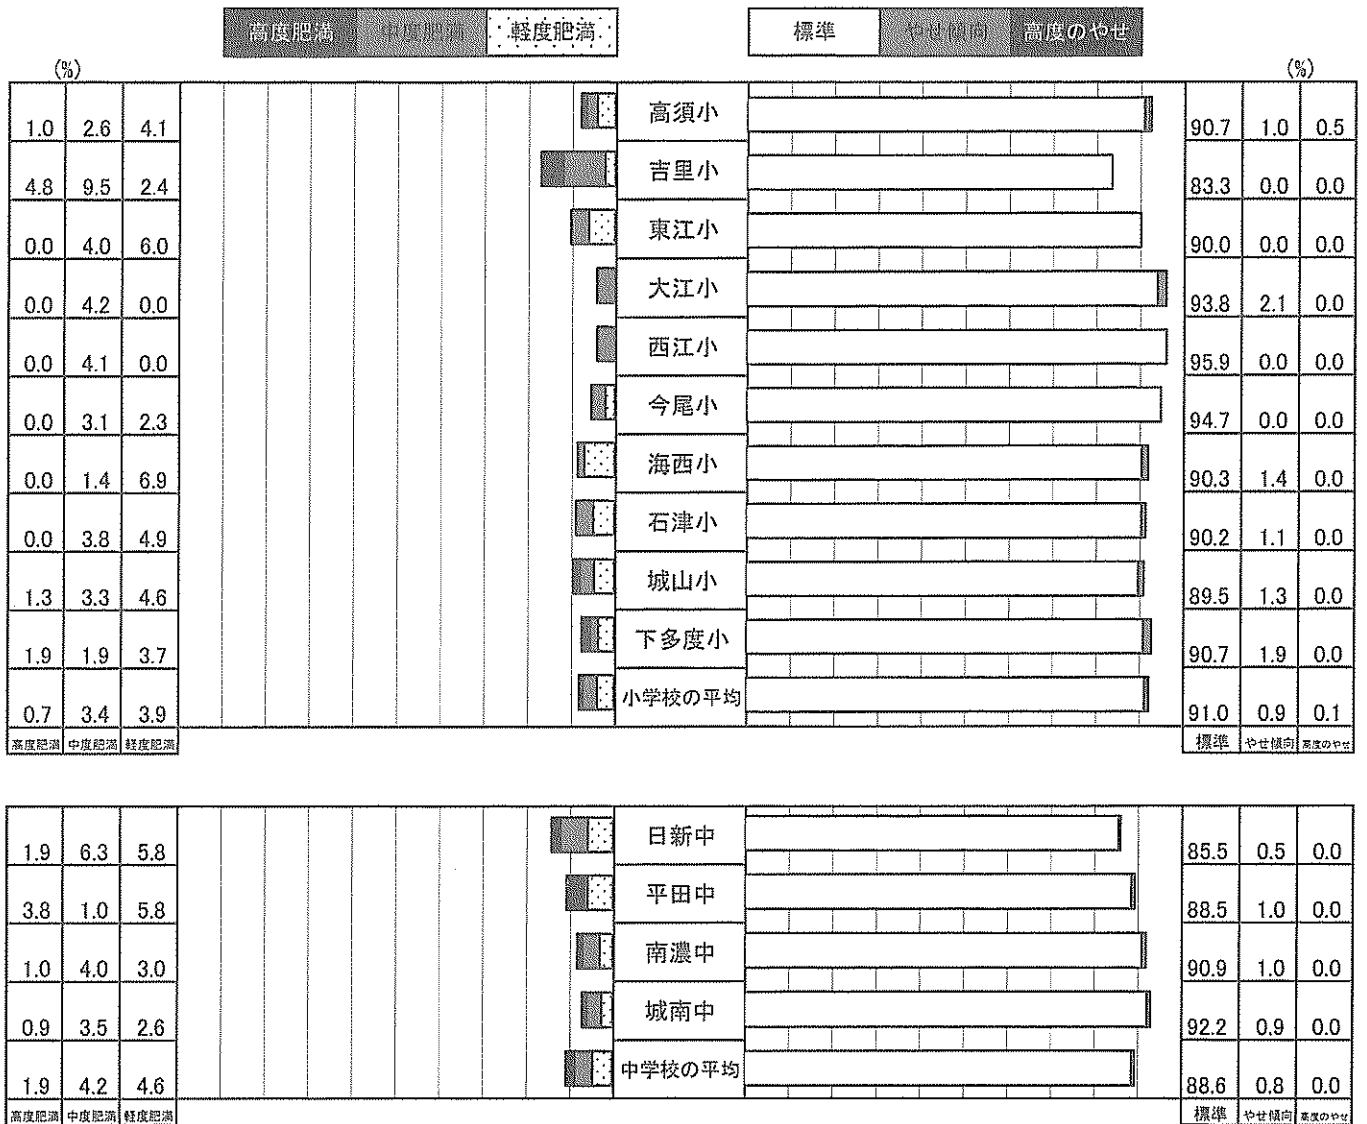 高度肥満 中度肥満 軽度肥満 標準 やせ傾向 高度のやせ
(%) (%)
1.0 2.6 4.1 高須小 90.7 1.0 0.5
4.8 9.5 2.4 吉里小 83.3 0.0 0.0
0.0 4.0 6.0 東江小 90.0 0.0 0.0
0.0 4.2 0.0 大江小 93.8 2.1 0.0
0.0 4.1 0.0 西江小 95.9 0.0 0.0
0.0 3.1 2.3 今尾小 94.7 0.0 0.0
0.0 1.4 6.9 海西小 90.3 1.4 0.0
0.0 3.8 4.9 石津小 90.2 1.1 0.0
1.3 3.3 4.6 城山小 89.5 1.3 0.0
1.9 1.9 3.7 下多度小 90.7 1.9 0.0
0.7 3.4 3.9 小学校の平均 91.0 0.9 0.1
高度肥満 中度肥満 軽度肥満 標準 やせ傾向 高度のやせ
1.9 6.3 5.8 日新中 85.5 0.5 0.0
3.8 1.0 5.8 平田中 88.5 1.0 0.0
1.0 4.0 3.0 南濃中 90.9 1.0 0.0
0.9 3.5 2.6 城南中 92.2 0.9 0.0
1.9 4.2 4.6 中学校の平均 88.6 0.8 0.0
高度肥満 中度肥満 軽度肥満 標準 やせ傾向 高度のやせ